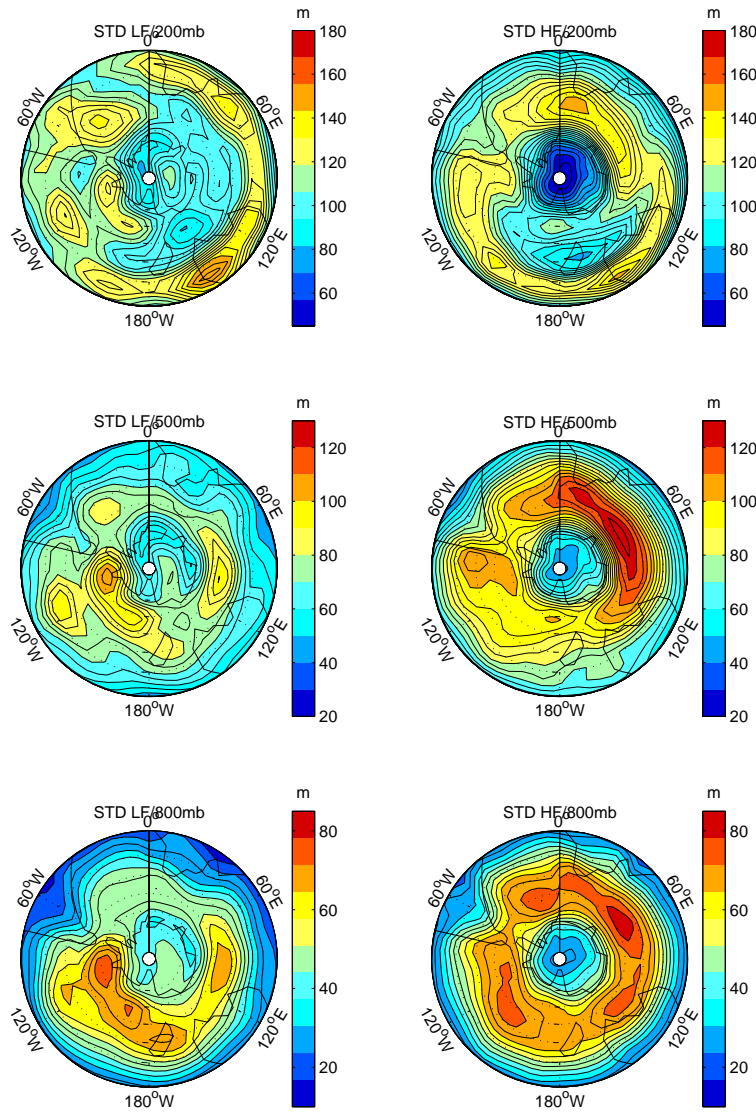 STD LF/200mb
0°
60°W
60°E
120°W
120°E
180°W
m
180
160
140
120
100
80
60
STD HF/200mb
0°
60°W
60°E
120°W
120°E
180°W
m
180
160
140
120
100
80
60
STD LF/500mb
0°
60°W
60°E
120°W
120°E
180°W
m
120
100
80
60
40
20
STD HF/500mb
0°
60°W
60°E
120°W
120°E
180°W
m
120
100
80
60
40
20
STD LF/800mb
0°
60°W
60°E
120°W
120°E
180°W
m
80
60
40
20
STD HF/800mb
0°
60°W
60°E
120°W
120°E
180°W
m
80
60
40
20